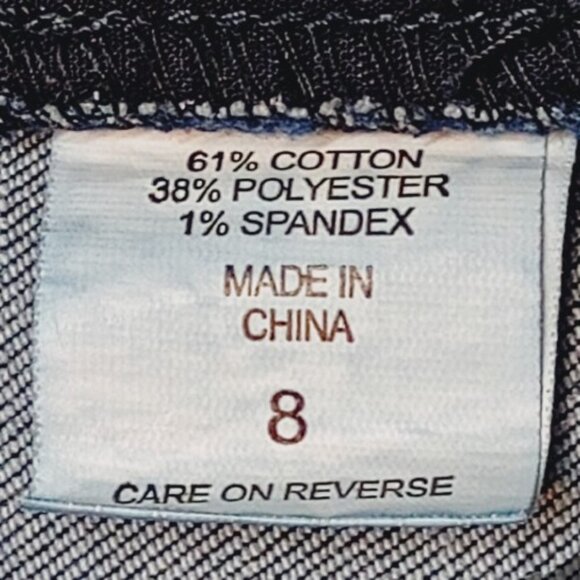 61% COTTON
38% POLYESTER
1% SPANDEX
MADE IN
CHINA
8
CARE ON REVERSE